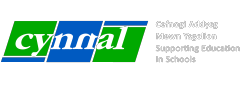 cynnal
Cefnogi Addysg
Mewn Ysgolion
Supporting Education
in Schools